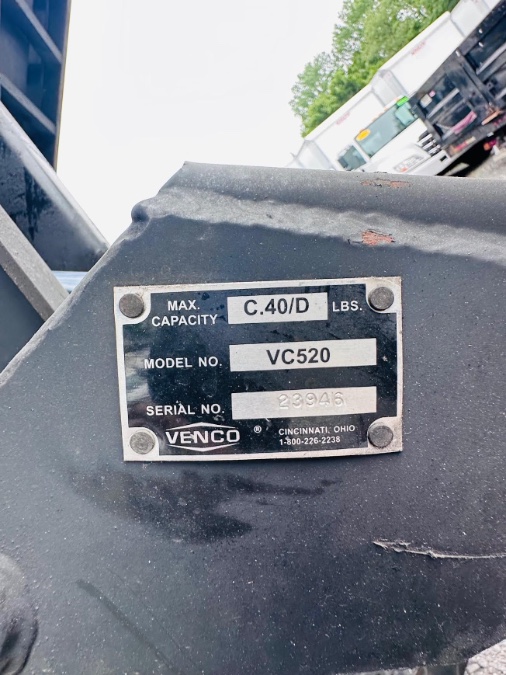 MAX. CAPACITY C.40/D LBS.
MODEL NO. VC520
SERIAL NO. 23946
VENCO ® CINCINNATI, OHIO
1-800-226-2238